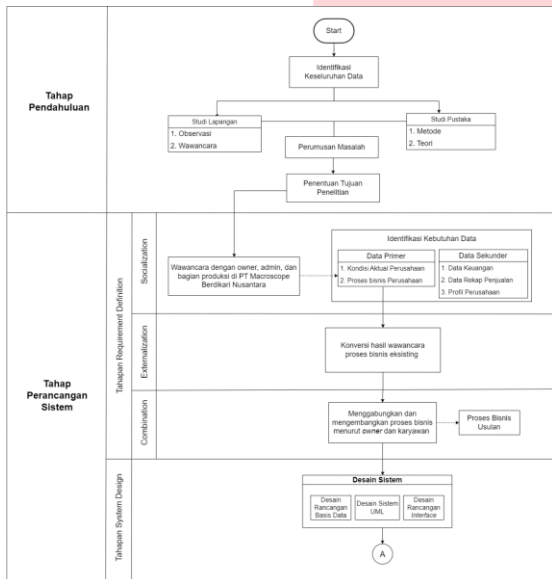 Start
Tahap
Pendahuluan
Identifikasi
Keseluruhan Data
Studi Lapangan
1. Observasi
2. Wawancara
Studi Pustaka
1. Metode
2. Teori
Perumusan Masalah
Penentuan Tujuan
Penelitian
Tahap
Perancangan
Sistem
Tahapan Requirement Definition
Socialization
Wawancara dengan owner, admin, dan
bagian produksi di PT Macroscope
Berdikari Nusantara
Identifikasi Kebutuhan Data
Data Primer
1. Kondisi Aktual Perusahaan
2. Proses bisnis Perusahaan
Data Sekunder
1. Data Keuangan
2. Data Rekap Penjualan
3. Profil Perusahaan
Externalization
Konversi hasil wawancara
proses bisnis eksisting
Combination
Menggabungkan dan
mengembangkan proses bisnis
menurut owner dan karyawan
Proses Bisnis
Usulan
Tahapan System Design
Desain Sistem
Desain
Rancangan
Basis Data
Desain Sistem
UML
Desain
Rancangan
Interface
A